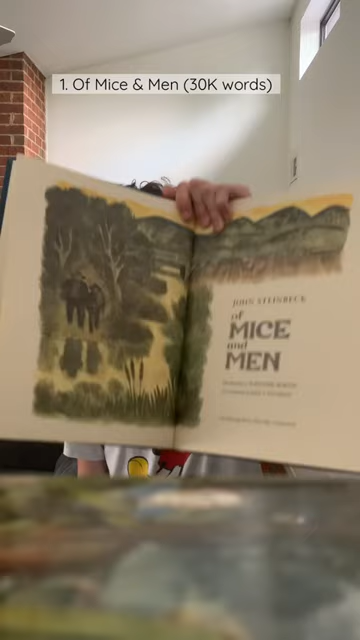 1. Of Mice & Men (30K words)
JOHN STEINBECK
of
MICE
and
MEN